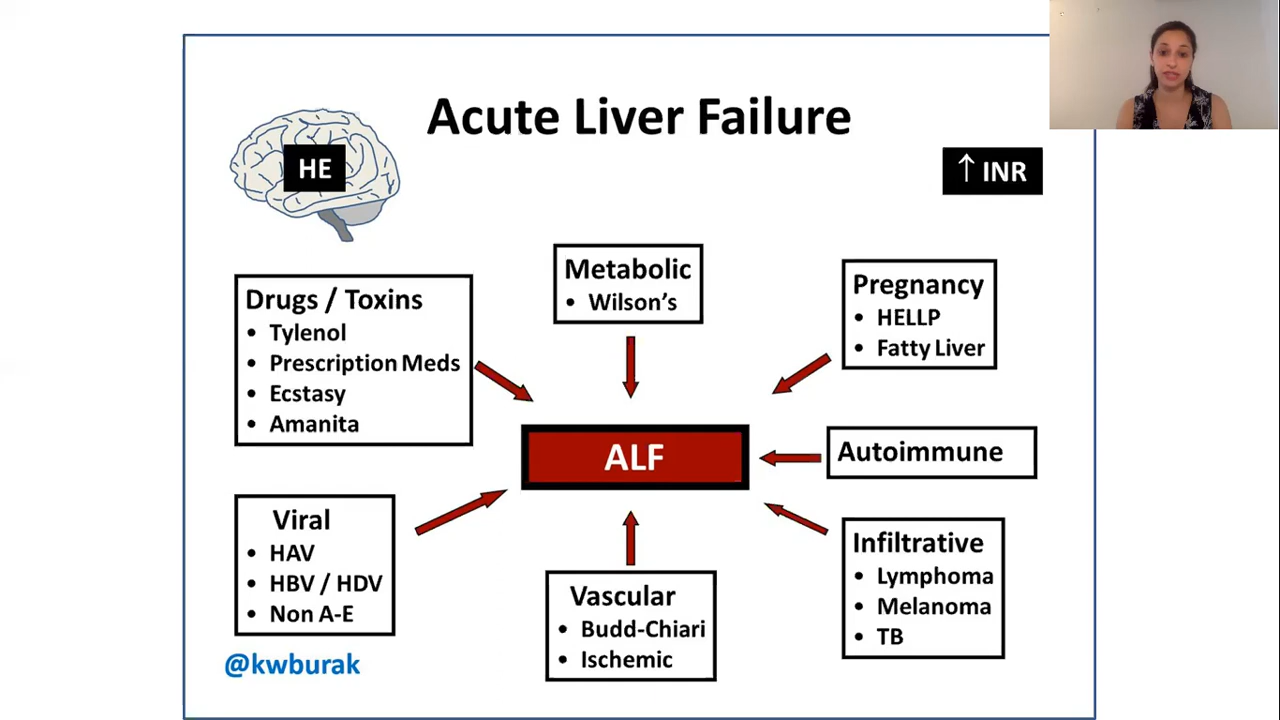 Acute Liver Failure
HE
↑ INR
Metabolic
• Wilson's
Pregnancy
• HELLP
• Fatty Liver
Drugs / Toxins
• Tylenol
• Prescription Meds
• Ecstasy
• Amanita
ALF
Autoimmune
Viral
• HAV
• HBV / HDV
• Non A-E
Vascular
• Budd-Chiari
• Ischemic
Infiltrative
• Lymphoma
• Melanoma
• TB
@kwburak